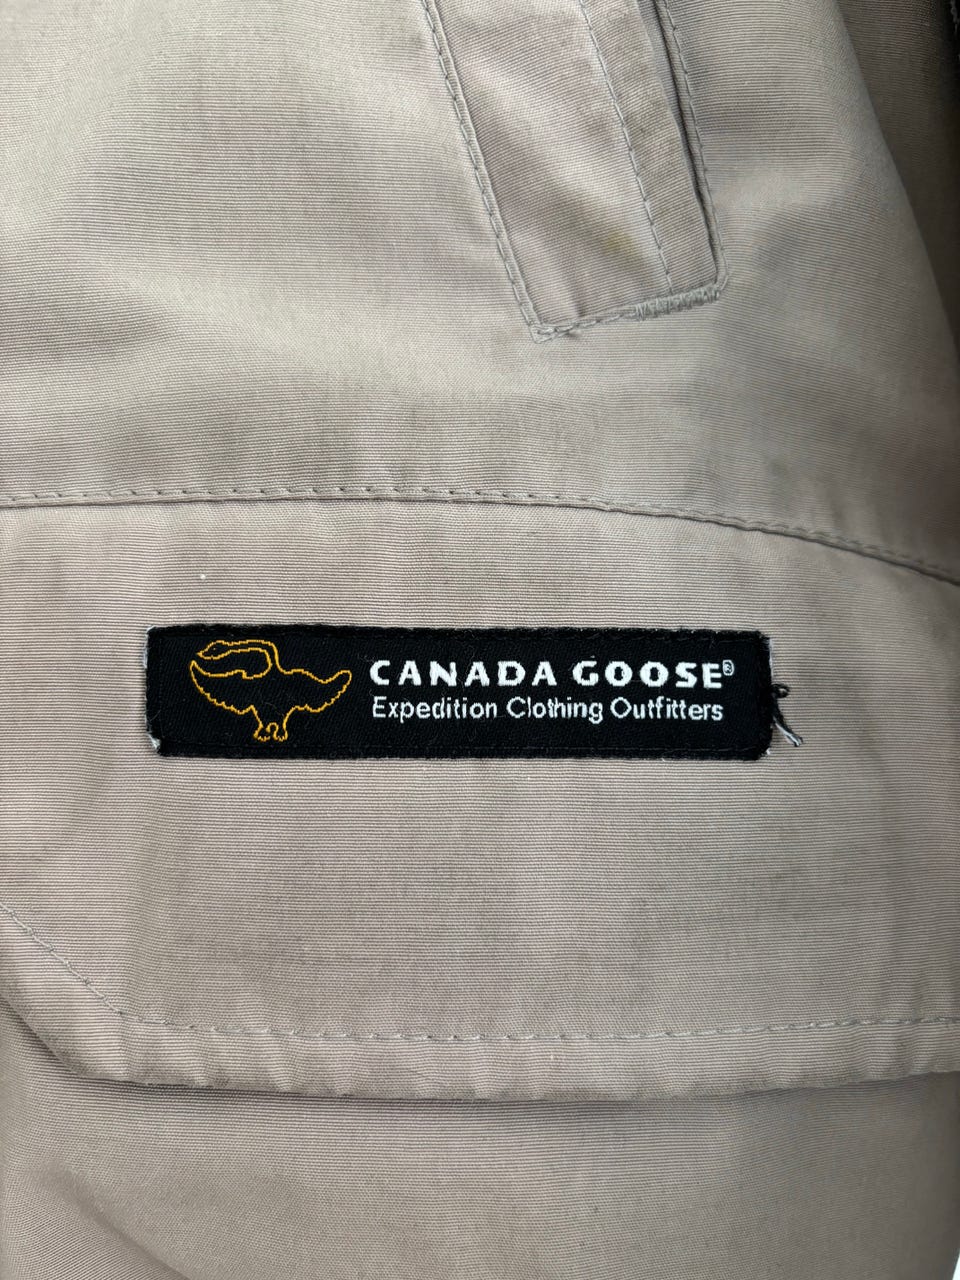 CANADA GOOSE®
Expedition Clothing Outfitters